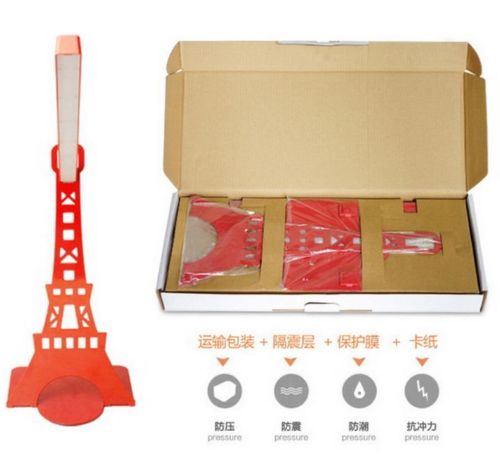 运输包装 + 隔震层 + 保护膜 + 卡纸
防压 防震 防潮 抗冲力
pressure pressure pressure pressure